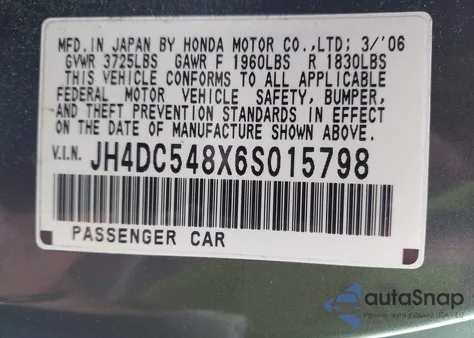 MFD. IN JAPAN BY HONDA MOTOR CO.,LTD; 3/'06
GVWR 3725LBS GAWR F 1960LBS R 1830LBS
THIS VEHICLE CONFORMS TO ALL APPLICABLE
FEDERAL MOTOR VEHICLE SAFETY, BUMPER,
AND THEFT PREVENTION STANDARDS IN EFFECT
ON THE DATE OF MANUFACTURE SHOWN ABOVE.
V.I.N. JH4DC548X6S015798
PASSENGER CAR
autoSnap